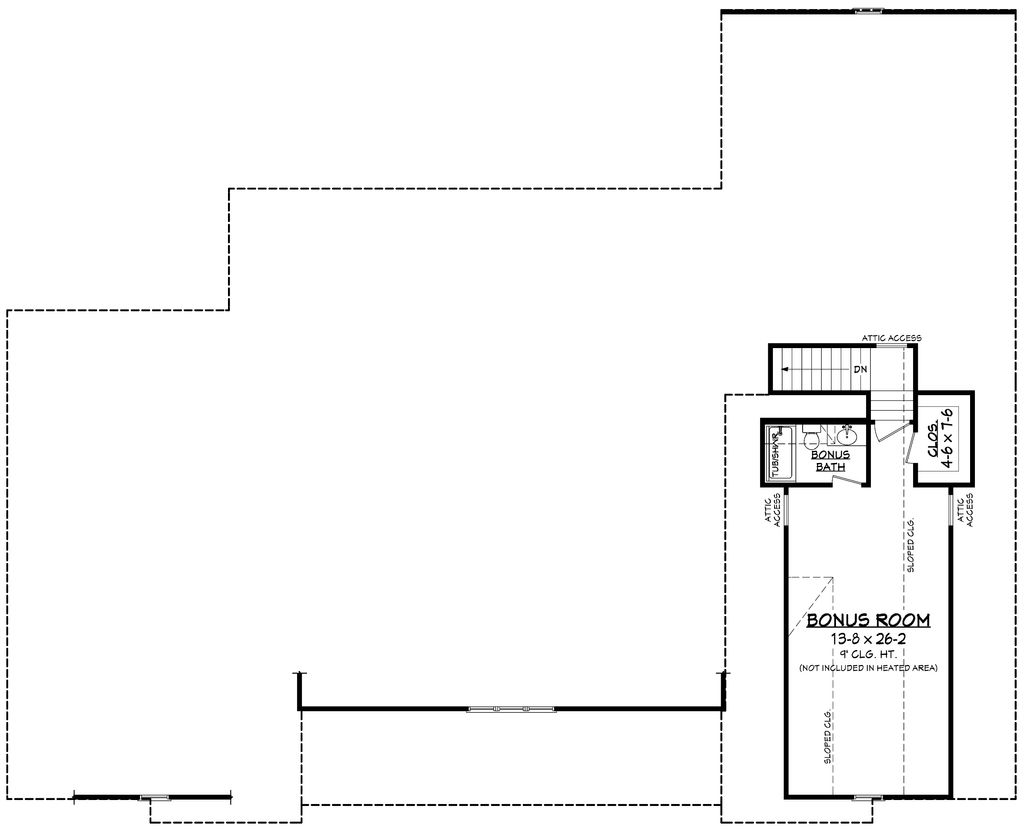 ATTIC ACCESS
DN
CLOS.
4-6 x 7-6
TUB/SHWR
BONUS
BATH
ATTIC
ACCESS
ATTIC
ACCESS
SLOPED CLG.
BONUS ROOM
13-8 x 26-2
9' CLG. HT.
(NOT INCLUDED IN HEATED AREA)
SLOPED CLG.